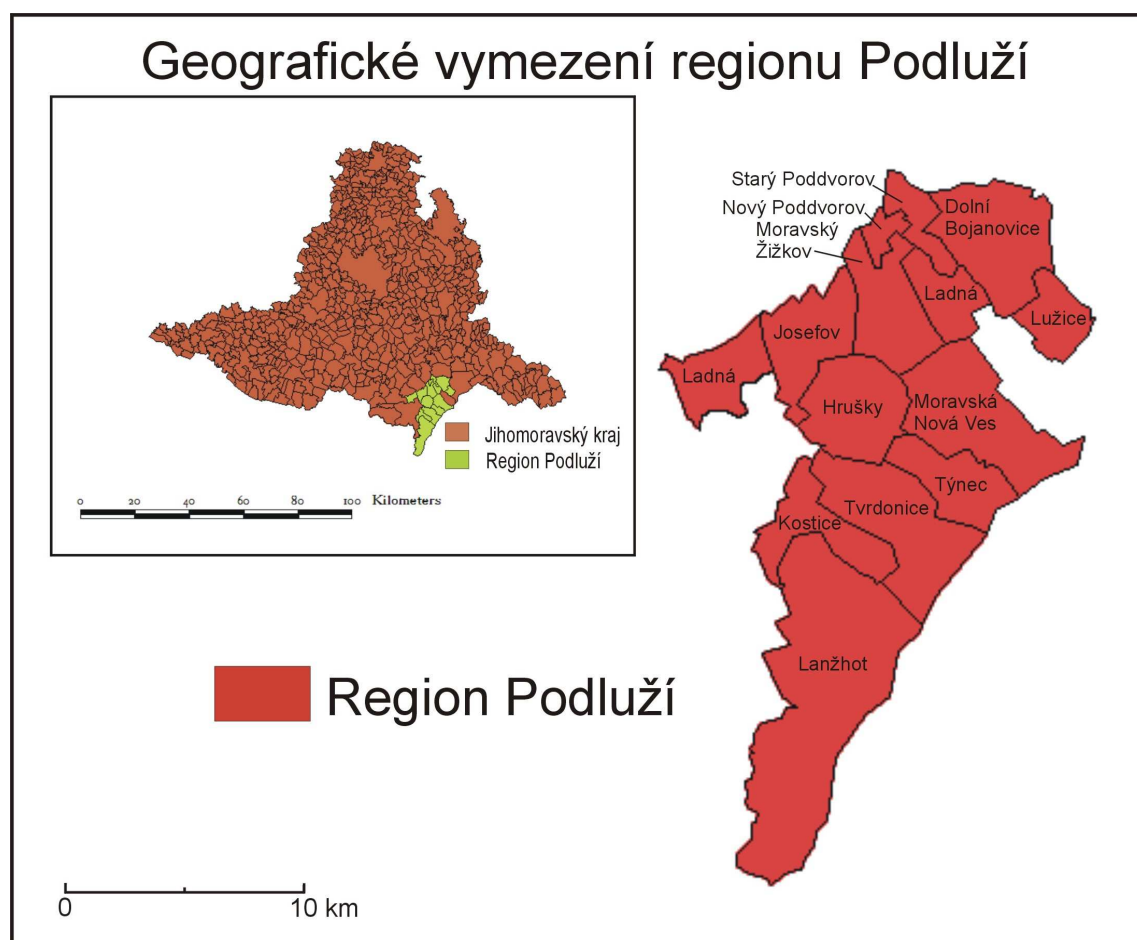 Geografické vymezení regionu Podluží
Jihomoravský kraj
Region Podluží
0 20 40 60 80 100 Kilometers
Starý Poddvorov
Nový Poddvorov
Moravský
Žižkov
Dolní
Bojanovice
Ladná
Lužice
Josefov
Ladná
Hrušky
Moravská
Nová Ves
Týnec
Tvrdonice
Kostice
Lanžhot
Region Podluží
0 10 km